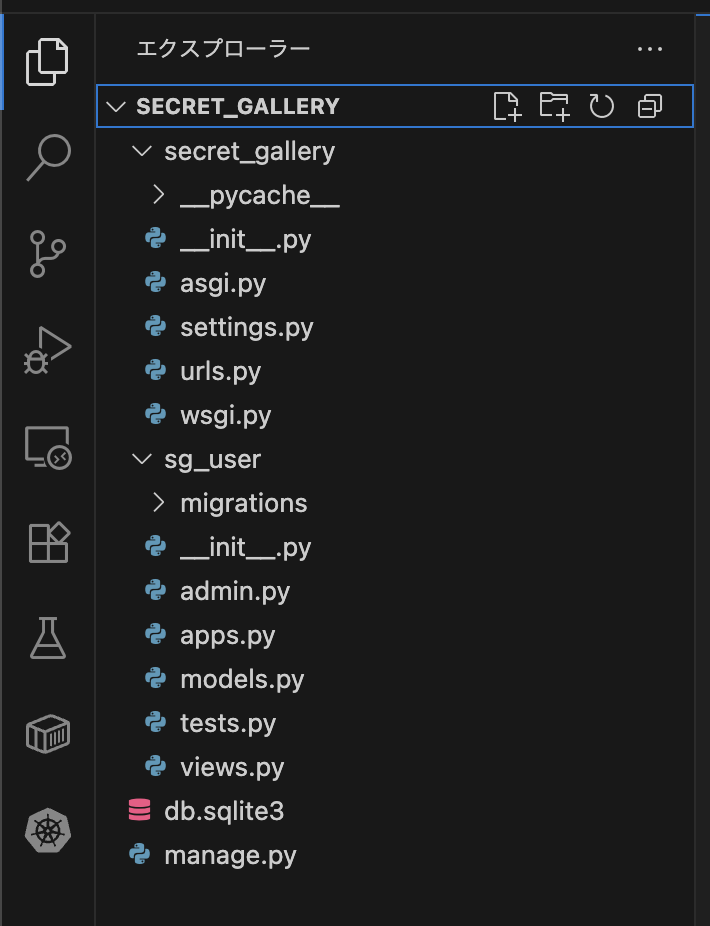 エクスプローラー
SECRET_GALLERY
secret_gallery
__pycache__
__init__.py
asgi.py
settings.py
urls.py
wsgi.py
sg_user
migrations
__init__.py
admin.py
apps.py
models.py
tests.py
views.py
db.sqlite3
manage.py